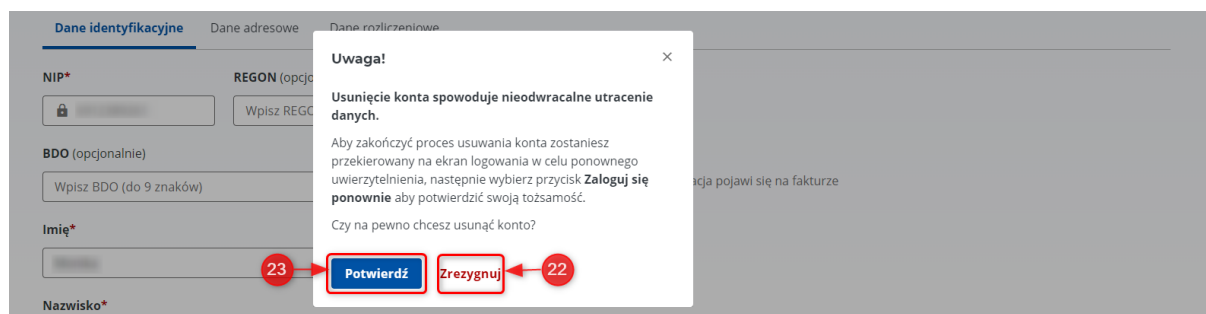 Dane identyfikacyjne Dane adresowe Dane rozliczeniowe
Uwaga!
NIP* REGON (opcjo
Usunięcie konta spowoduje nieodwracalne utracenie
danych.
Wpisz REGO
Aby zakończyć proces usuwania konta zostaniesz
przekierowany na ekran logowania w celu ponownego
uwierzytelnienia, następnie wybierz przycisk Zaloguj się
ponownie aby potwierdzić swoją tożsamość.
BDO (opcjonalnie)
Wpisz BDO (do 9 znaków)
acja pojawi się na fakturze
Czy na pewno chcesz usunąć konto?
Imię*
23 Potwierdź Zrezygnuj 22
Nazwisko*